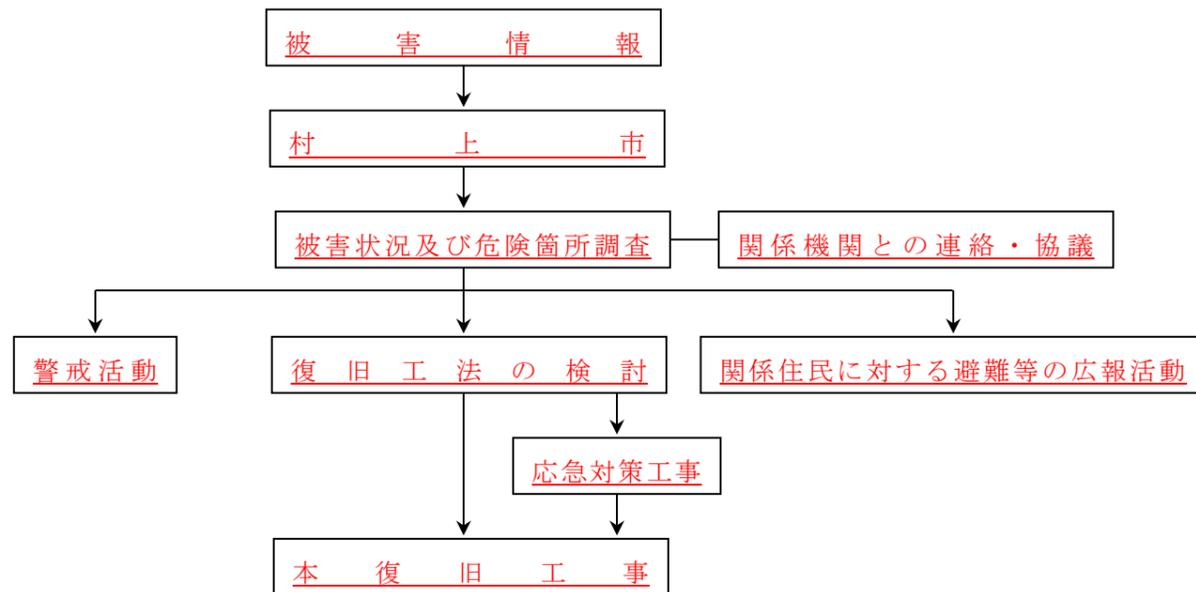 被害情報
村上市
被害状況及び危険箇所調査
関係機関との連絡・協議
警戒活動
復旧工法の検討
関係住民に対する避難等の広報活動
応急対策工事
本復旧工事